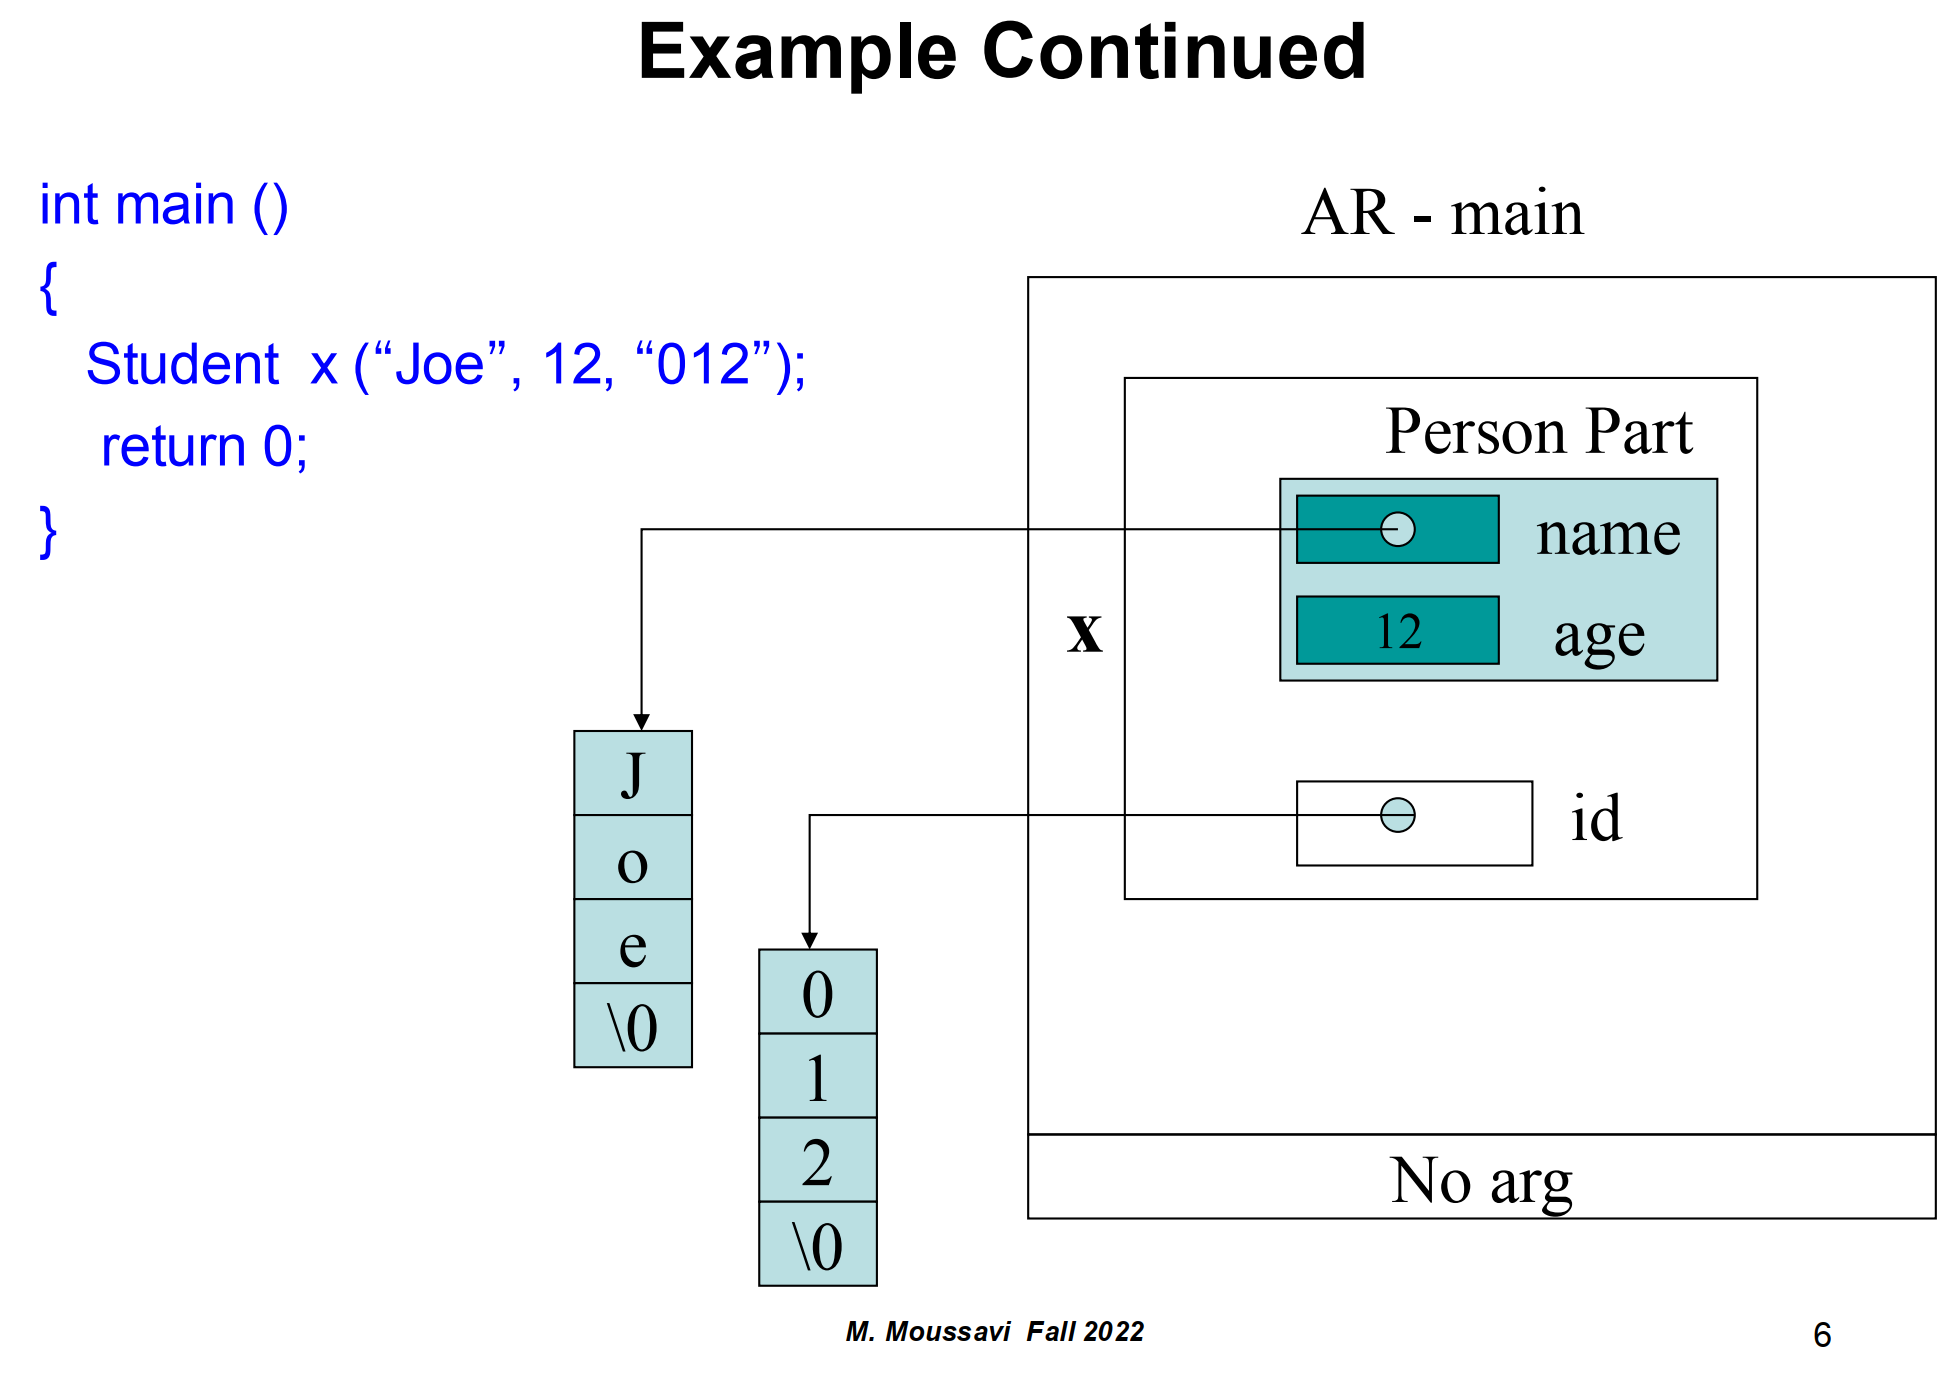 Example Continued
int main ()
{
Student x (“Joe”, 12, “012”);
return 0;
}
AR - main
Person Part
name
12 age
x
id
J
o
e
\0
0
1
2
\0
No arg
M. Moussavi Fall 2022
6